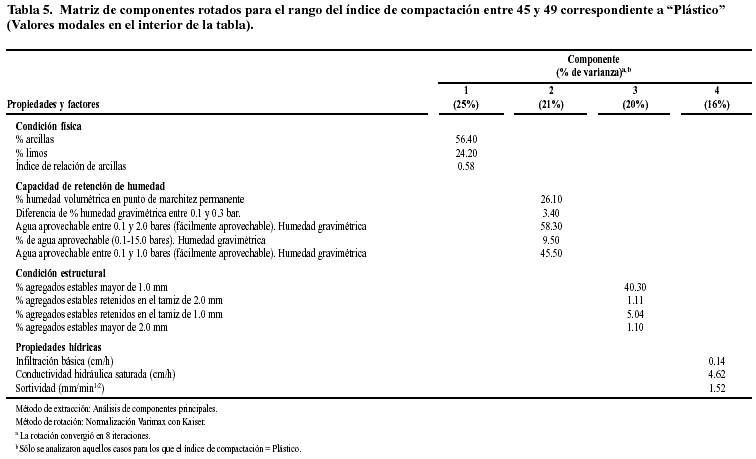 Tabla 5. Matriz de componentes rotados para el rango del índice de compactación entre 45 y 49 correspondiente a “Plástico”
(Valores modales en el interior de la tabla).
Componente
(% de varianza)a,b
1 2 3 4
Propiedades y factores (25%) (21%) (20%) (16%)
Condición física
% arcillas 56.40
% limos 24.20
Índice de relación de arcillas 0.58
Capacidad de retención de humedad
% humedad volumétrica en punto de marchitez permanente 26.10
Diferencia de % humedad gravimétrica entre 0.1 y 0.3 bar. 3.40
Agua aprovechable entre 0.1 y 2.0 bares (fácilmente aprovechable). Humedad gravimétrica 58.30
% de agua aprovechable (0.1-15.0 bares). Humedad gravimétrica 9.50
Agua aprovechable entre 0.1 y 1.0 bares (fácilmente aprovechable). Humedad gravimétrica 45.50
Condición estructural
% agregados estables mayor de 1.0 mm 40.30
% agregados estables retenidos en el tamiz de 2.0 mm 1.11
% agregados estables retenidos en el tamiz de 1.0 mm 5.04
% agregados estables mayor de 2.0 mm 1.10
Propiedades hídricas
Infiltración básica (cm/h) 0.14
Conductividad hidráulica saturada (cm/h) 4.62
Sortividad (mm/min1/2) 1.52
Método de extracción: Análisis de componentes principales.
Método de rotación: Normalización Varimax con Kaiser.
a La rotación convergió en 8 iteraciones.
b Sólo se analizaron aquellos casos para los que el índice de compactación = Plástico.